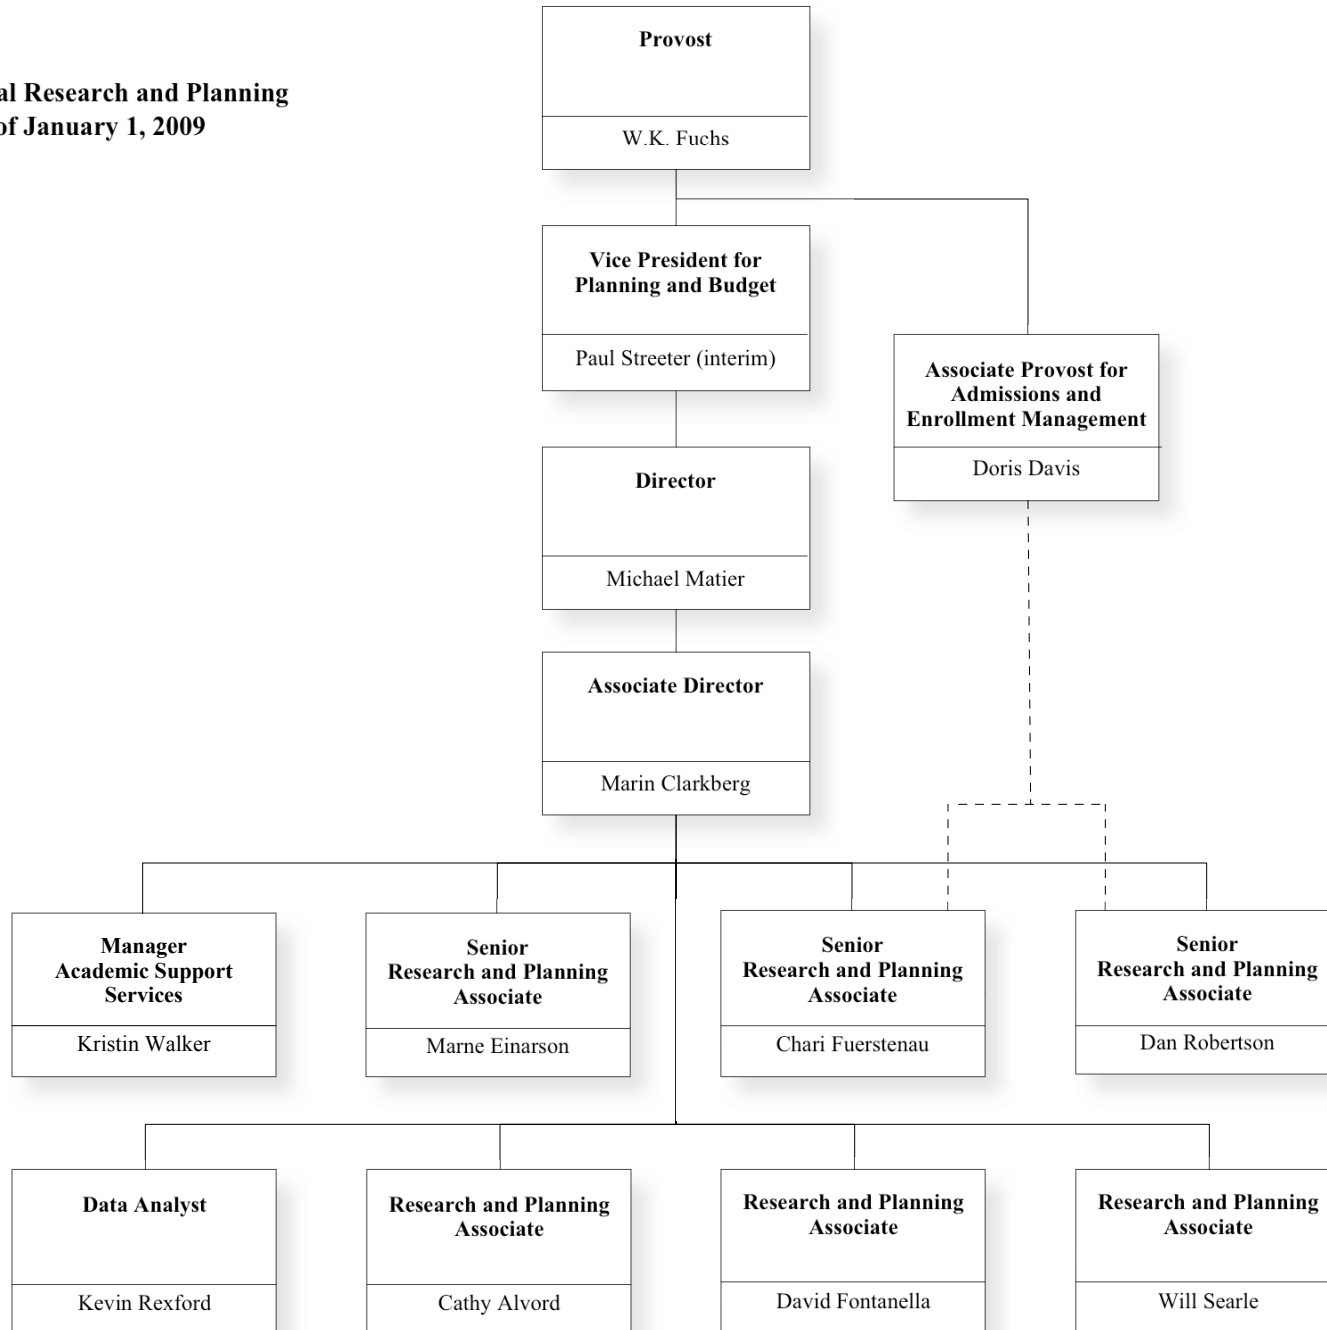 Provost
W.K. Fuchs
al Research and Planning
of January 1, 2009
Vice President for
Planning and Budget
Paul Streeter (interim)
Associate Provost for
Admissions and
Enrollment Management
Doris Davis
Director
Michael Matier
Associate Director
Marin Clarkberg
Manager
Academic Support
Services
Kristin Walker
Senior
Research and Planning
Associate
Marne Einarson
Senior
Research and Planning
Associate
Chari Fuerstenau
Senior
Research and Planning
Associate
Dan Robertson
Data Analyst
Kevin Rexford
Research and Planning
Associate
Cathy Alvord
Research and Planning
Associate
David Fontanella
Research and Planning
Associate
Will Searle